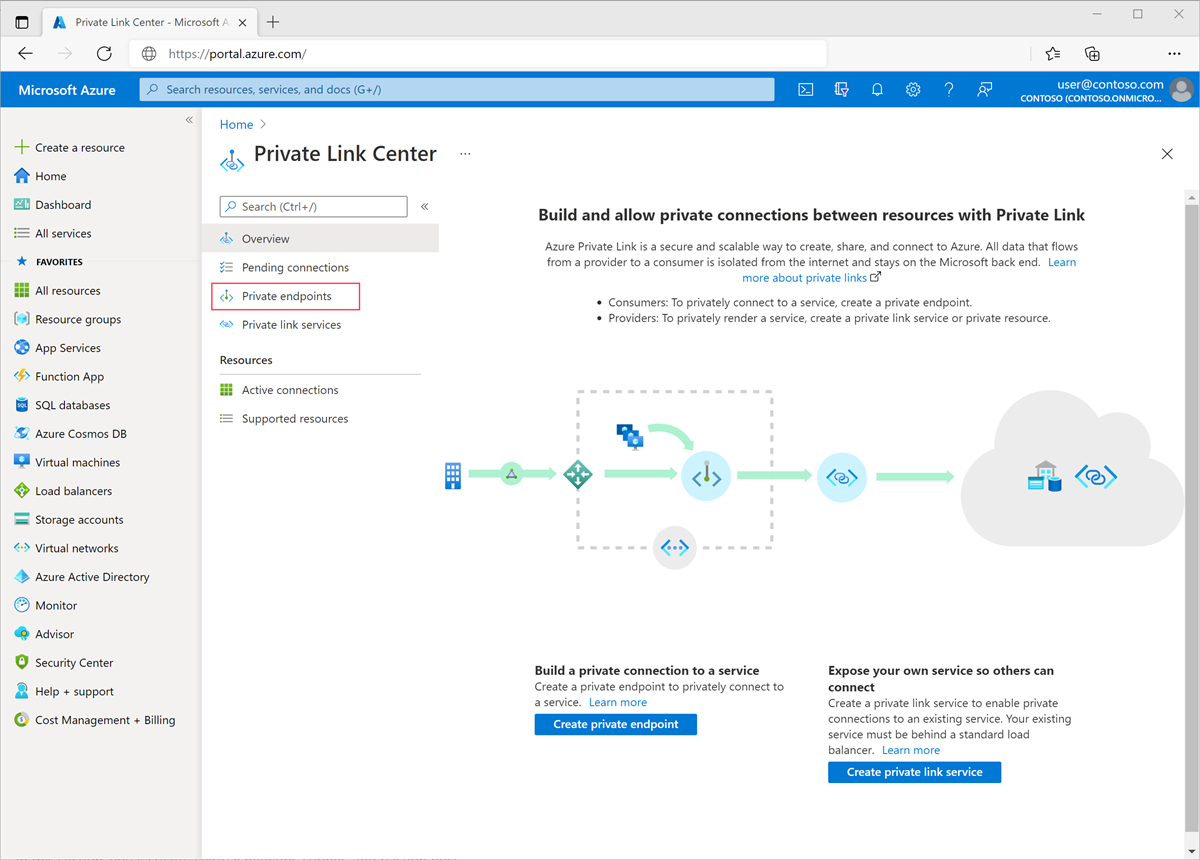 Private Link Center - Microsoft A
https://portal.azure.com/
Microsoft Azure
Search resources, services, and docs (G+/)
user@contoso.com
CONTOSO (CONTOSO.ONMICRO...
Create a resource
Home
Dashboard
All services
FAVORITES
All resources
Resource groups
App Services
Function App
SQL databases
Azure Cosmos DB
Virtual machines
Load balancers
Storage accounts
Virtual networks
Azure Active Directory
Monitor
Advisor
Security Center
Help + support
Cost Management + Billing
Home
Private Link Center
...
Search (Ctrl+/)
Overview
Pending connections
Private endpoints
Private link services
Resources
Active connections
Supported resources
Build and allow private connections between resources with Private Link
Azure Private Link is a secure and scalable way to create, share, and connect to Azure. All data that flows
from a provider to a consumer is isolated from the internet and stays on the Microsoft back end. Learn
more about private links
• Consumers: To privately connect to a service, create a private endpoint.
• Providers: To privately render a service, create a private link service or private resource.
Build a private connection to a service
Create a private endpoint to privately connect to
a service. Learn more
Create private endpoint
Expose your own service so others can
connect
Create a private link service to enable private
connections to an existing service. Your existing
service must be behind a standard load
balancer. Learn more
Create private link service